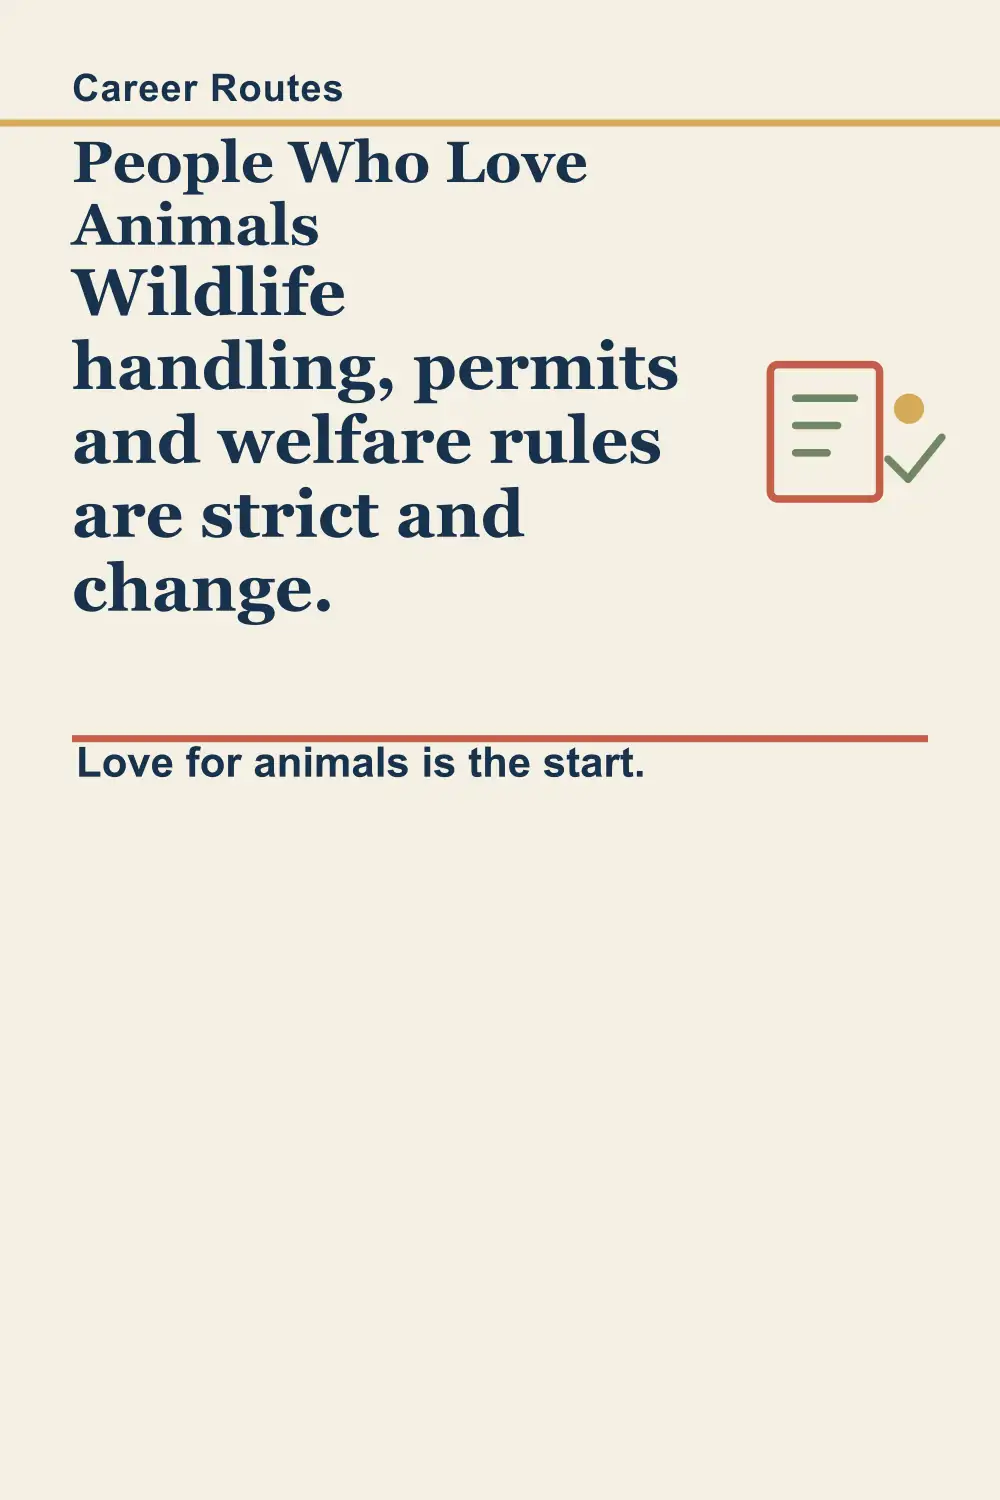 Career Routes
People Who Love
Animals
Wildlife
handling, permits
and welfare rules
are strict and
change.
Love for animals is the start.